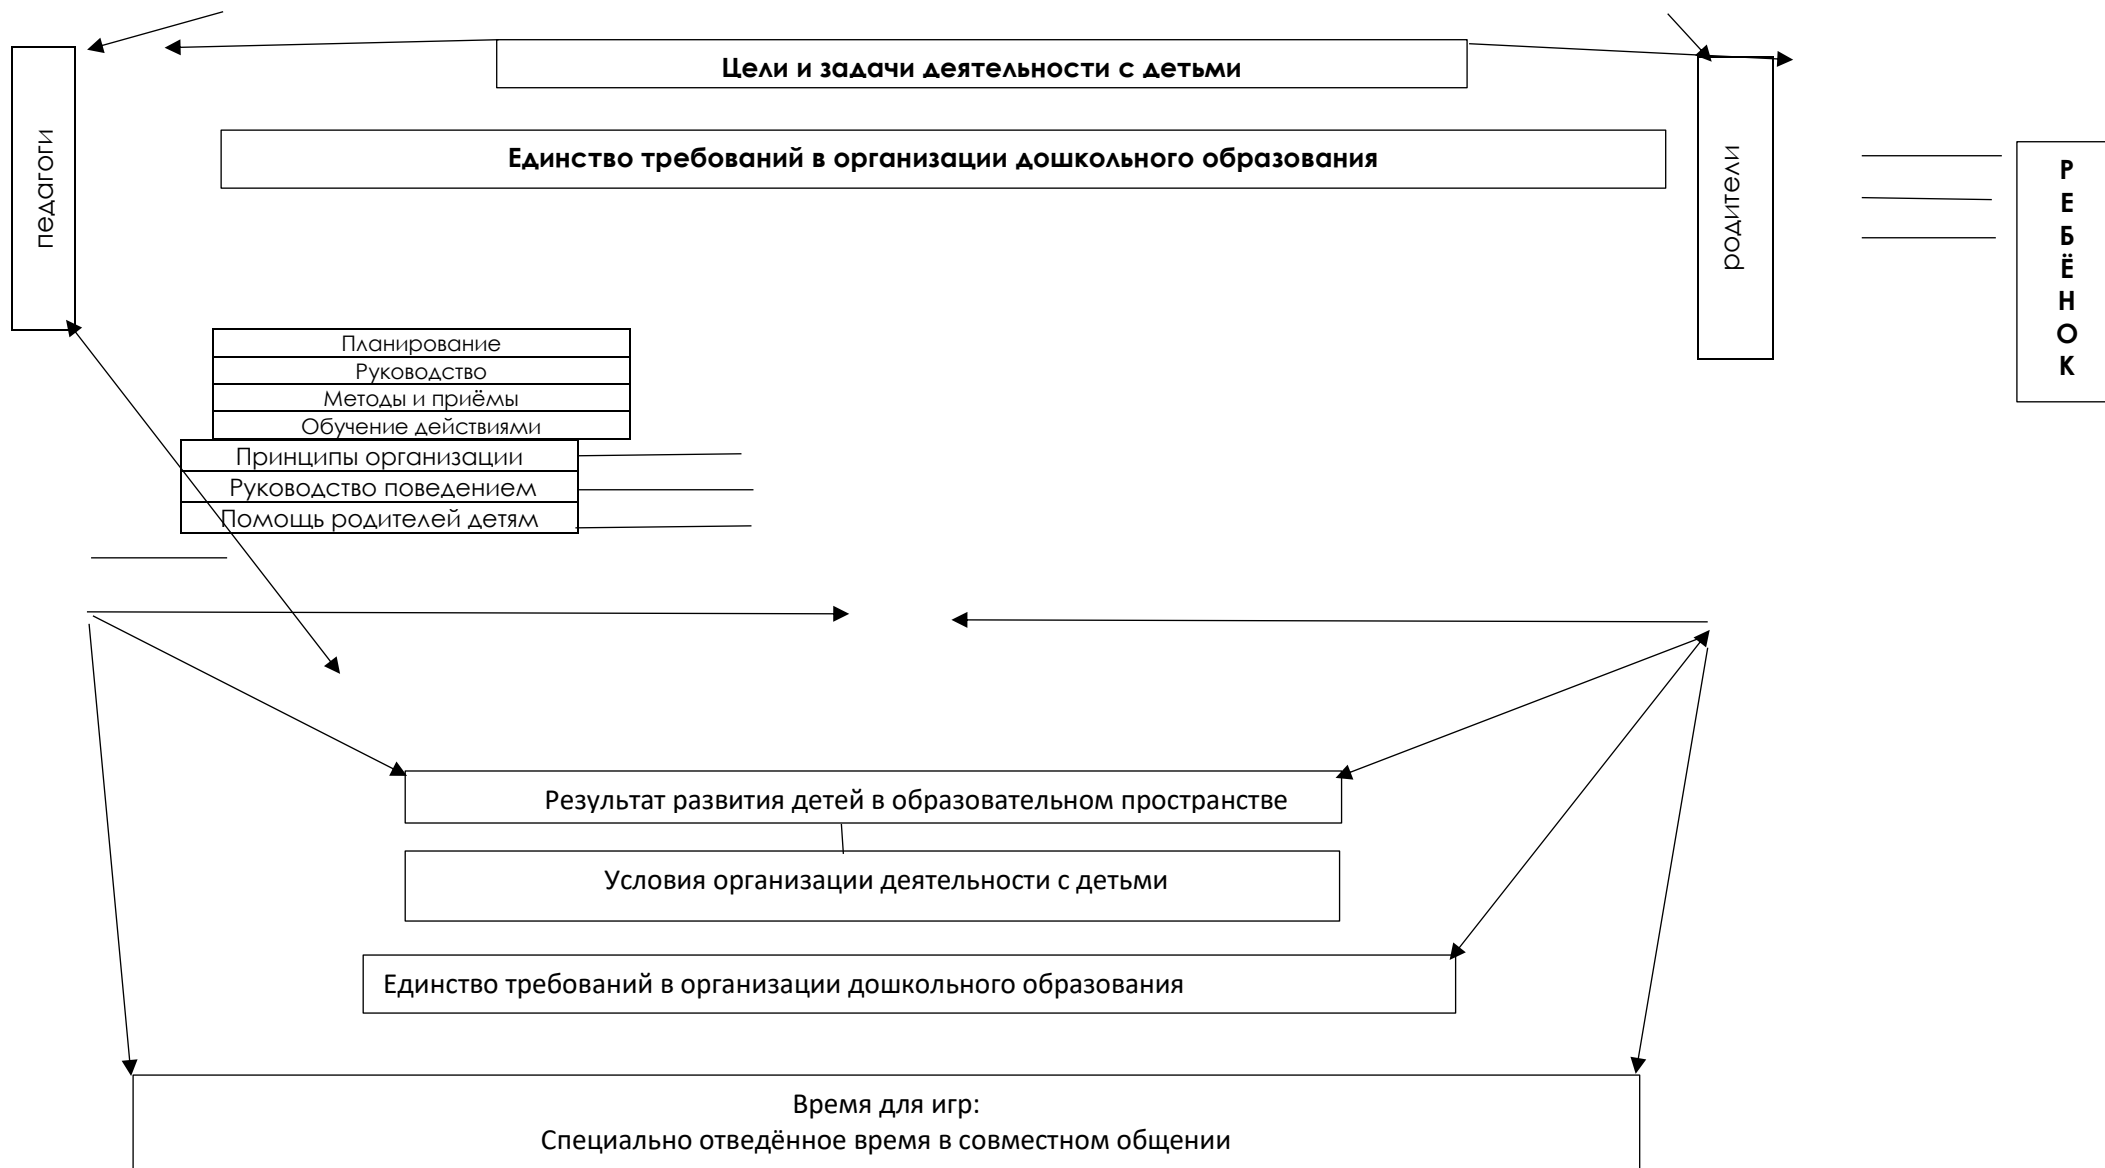 Цели и задачи деятельности с детьми
педагоги
Единство требований в организации дошкольного образования
родители
Р
Е
Б
Ё
Н
О
К
Планирование
Руководство
Методы и приёмы
Обучение действиями
Принципы организации
Руководство поведением
Помощь родителей детям
Результат развития детей в образовательном пространстве
Условия организации деятельности с детьми
Единство требований в организации дошкольного образования
Время для игр:
Специально отведённое время в совместном общении